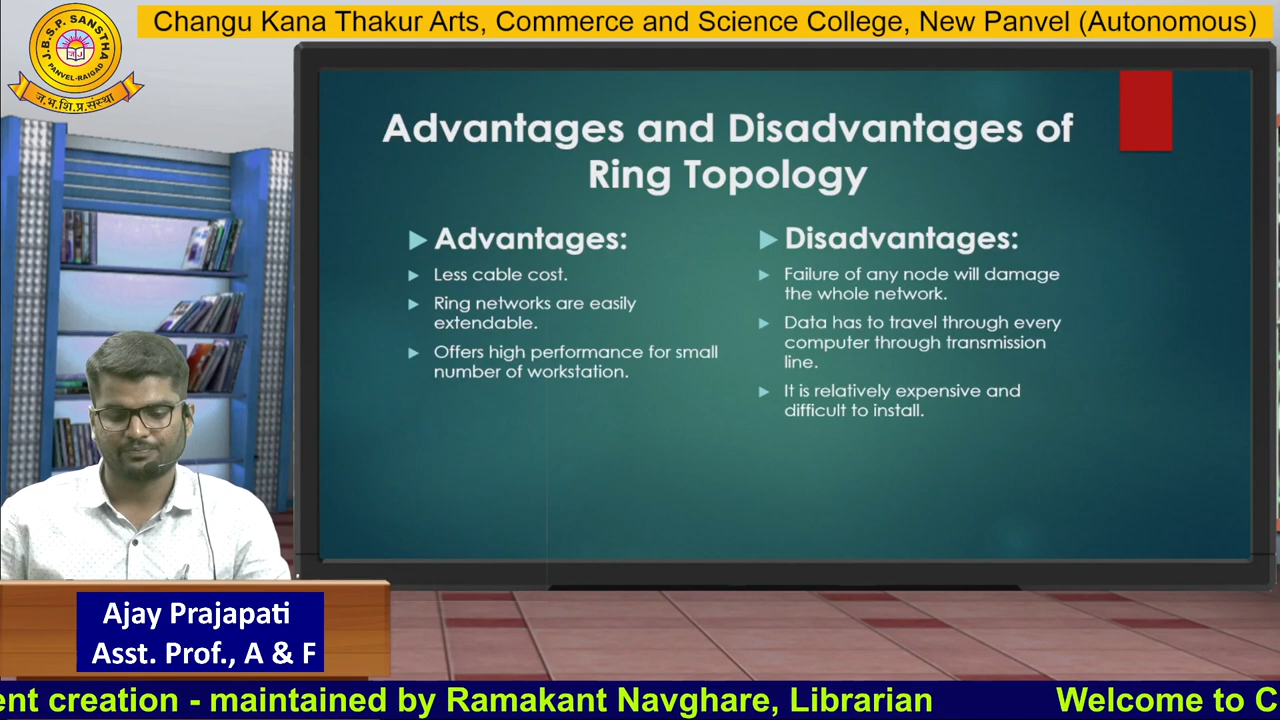 Changu Kana Thakur Arts, Commerce and Science College, New Panvel (Autonomous)
J.B.S.P. SANSTHA
PANVEL-RAIGAD
ज.भ.शि.प्र.संस्था
Advantages and Disadvantages of
Ring Topology
Advantages:
Less cable cost.
Ring networks are easily
extendable.
Offers high performance for small
number of workstation.
Disadvantages:
Failure of any node will damage
the whole network.
Data has to travel through every
computer through transmission
line.
It is relatively expensive and
difficult to install.
Ajay Prajapati
Asst. Prof., A & F
ent creation - maintained by Ramakant Navghare, Librarian
Welcome to C